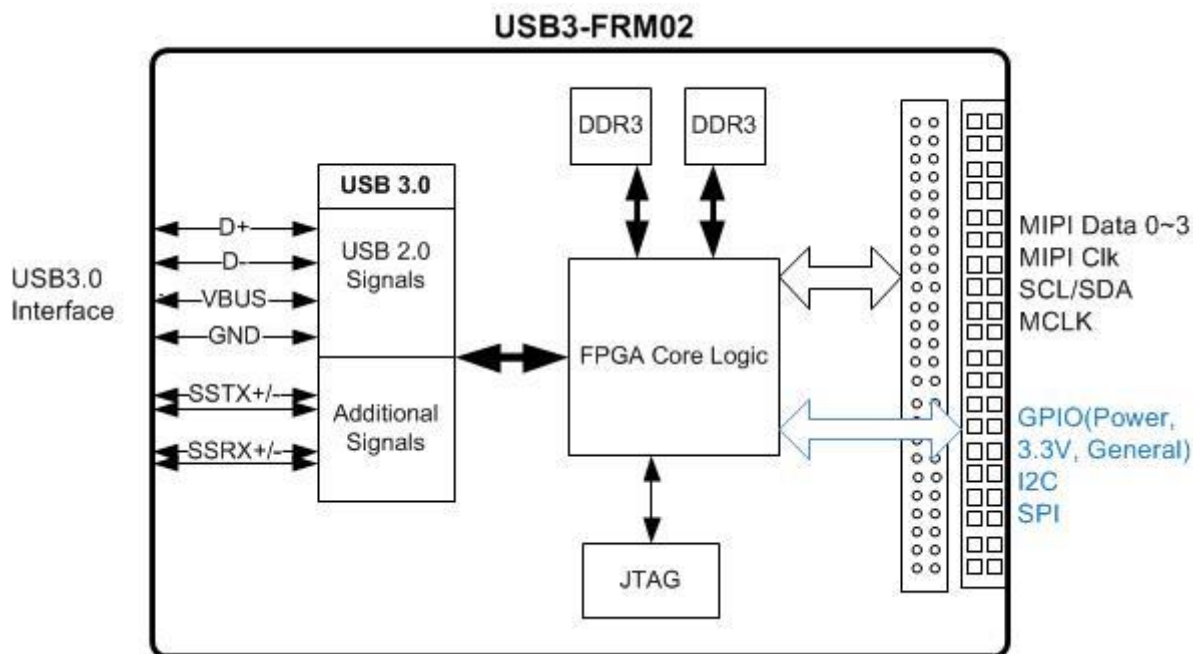 USB3-FRM02
DDR3
DDR3
USB 3.0
D+
D-
VBUS
GND
USB 2.0
Signals
USB3.0
Interface
SSTX+/-
SSRX+/-
Additional
Signals
FPGA Core Logic
JTAG
MIPI Data 0~3
MIPI Clk
SCL/SDA
MCLK
GPIO(Power,
3.3V, General)
I2C
SPI